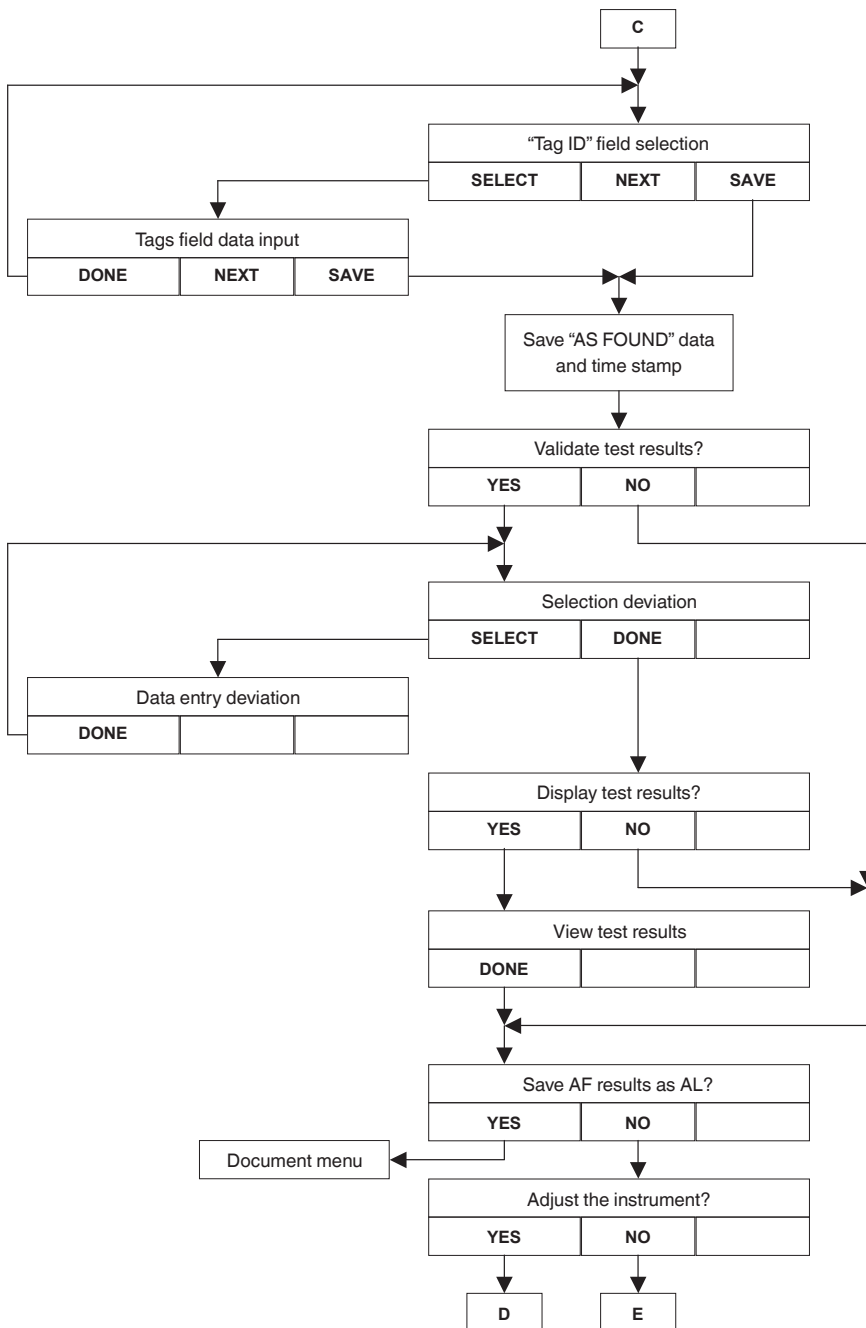 C
“Tag ID” field selection
SELECT NEXT SAVE
Tags field data input
DONE NEXT SAVE
Save “AS FOUND” data
and time stamp
Validate test results?
YES NO
Selection deviation
SELECT DONE
Data entry deviation
DONE
Display test results?
YES NO
View test results
DONE
Save AF results as AL?
YES NO
Document menu
Adjust the instrument?
YES NO
D E